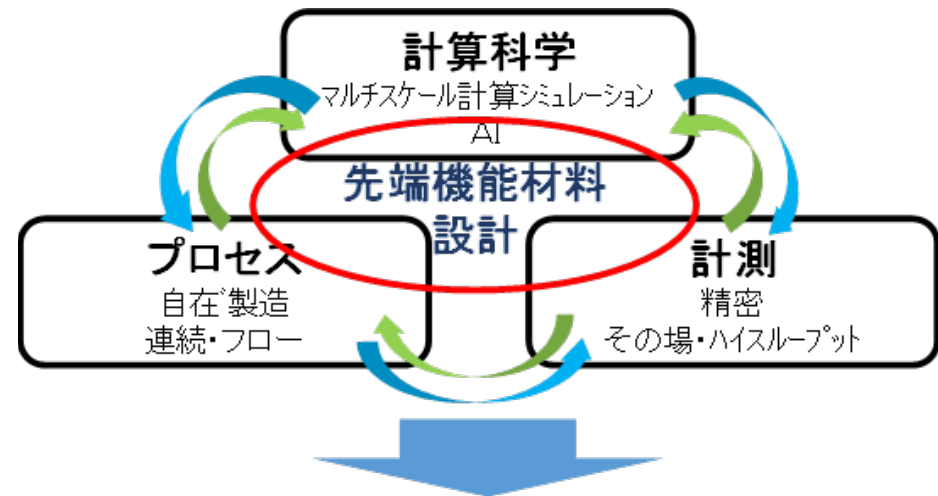 計算科学
マルチスケール計算シミュレーション
AI
先端機能材料
設計
プロセス
自在゛製造
連続・フロー
計測
精密
その場・ハイスループット